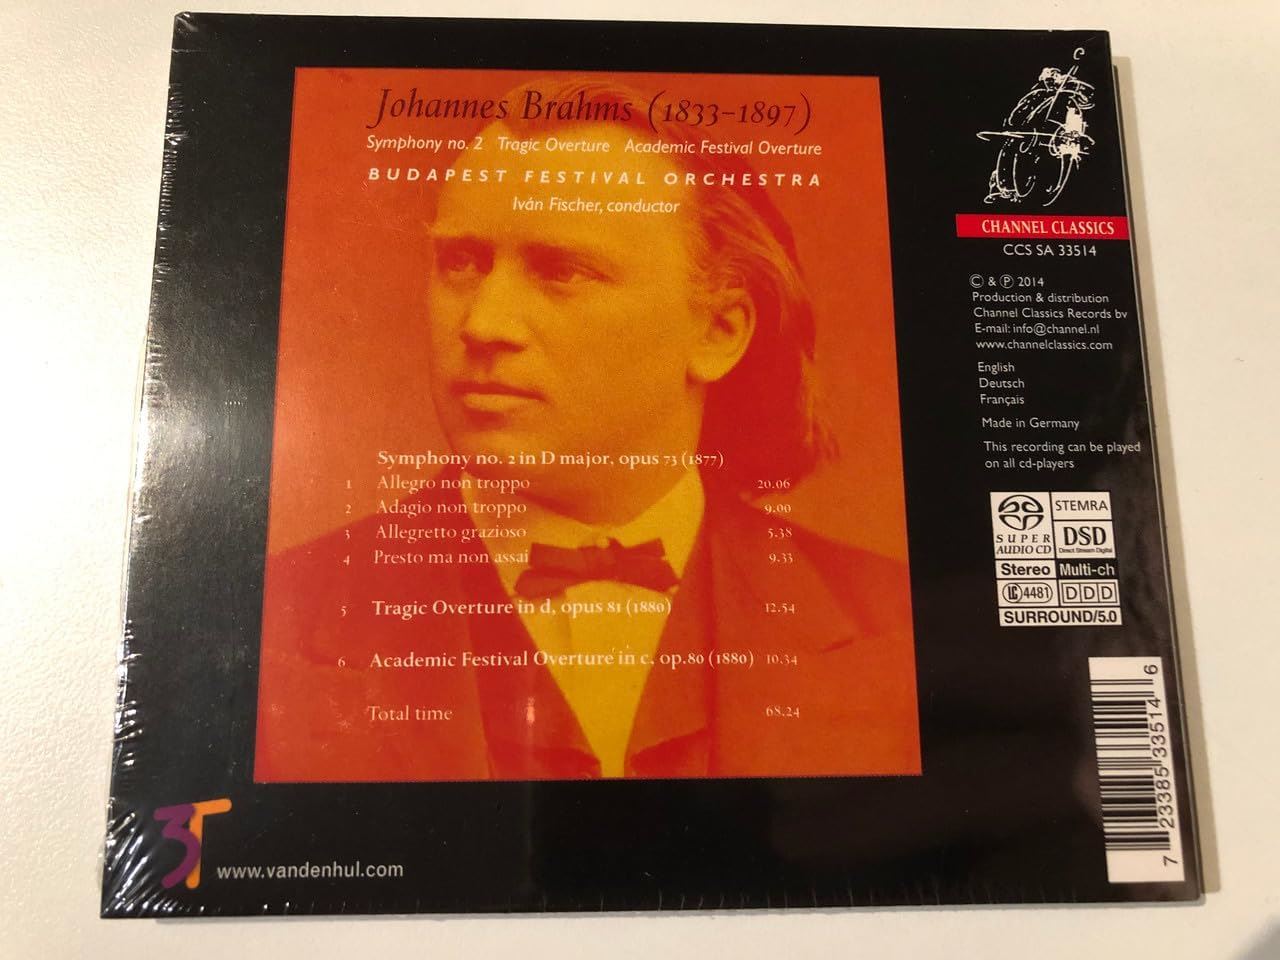 Johannes Brahms (1833–1897)
Symphony no. 2 Tragic Overture Academic Festival Overture
BUDAPEST FESTIVAL ORCHESTRA
Iván Fischer, conductor
Symphony no. 2 in D major, opus 73 (1877)
1 Allegro non troppo 20.06
2 Adagio non troppo 9.00
3 Allegretto grazioso 5.38
4 Presto ma non assai 9.33
5 Tragic Overture in d, opus 81 (1880) 12.54
6 Academic Festival Overture in c, op.80 (1880) 10.34
Total time 68.24
C
CHANNEL CLASSICS
CCS SA 33514
© & ℗ 2014
Production & distribution
Channel Classics Records bv
E-mail: info@channel.nl
www.channelclassics.com
English
Deutsch
Français
Made in Germany
This recording can be played
on all cd-players
SUPER AUDIO CD
STEMRA
DSD
Direct Stream Digital
Stereo Multi-ch
LC 4481 D D D
SURROUND/5.0
7 23385 33514 6
3T
www.vandenhul.com